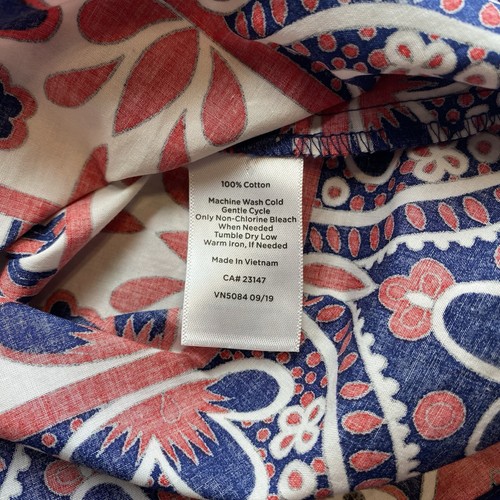 100% Cotton
Machine Wash Cold
Gentle Cycle
Only Non-Chlorine Bleach
When Needed
Tumble Dry Low
Warm Iron, If Needed
Made In Vietnam
CA# 23147
VN5084 09/19